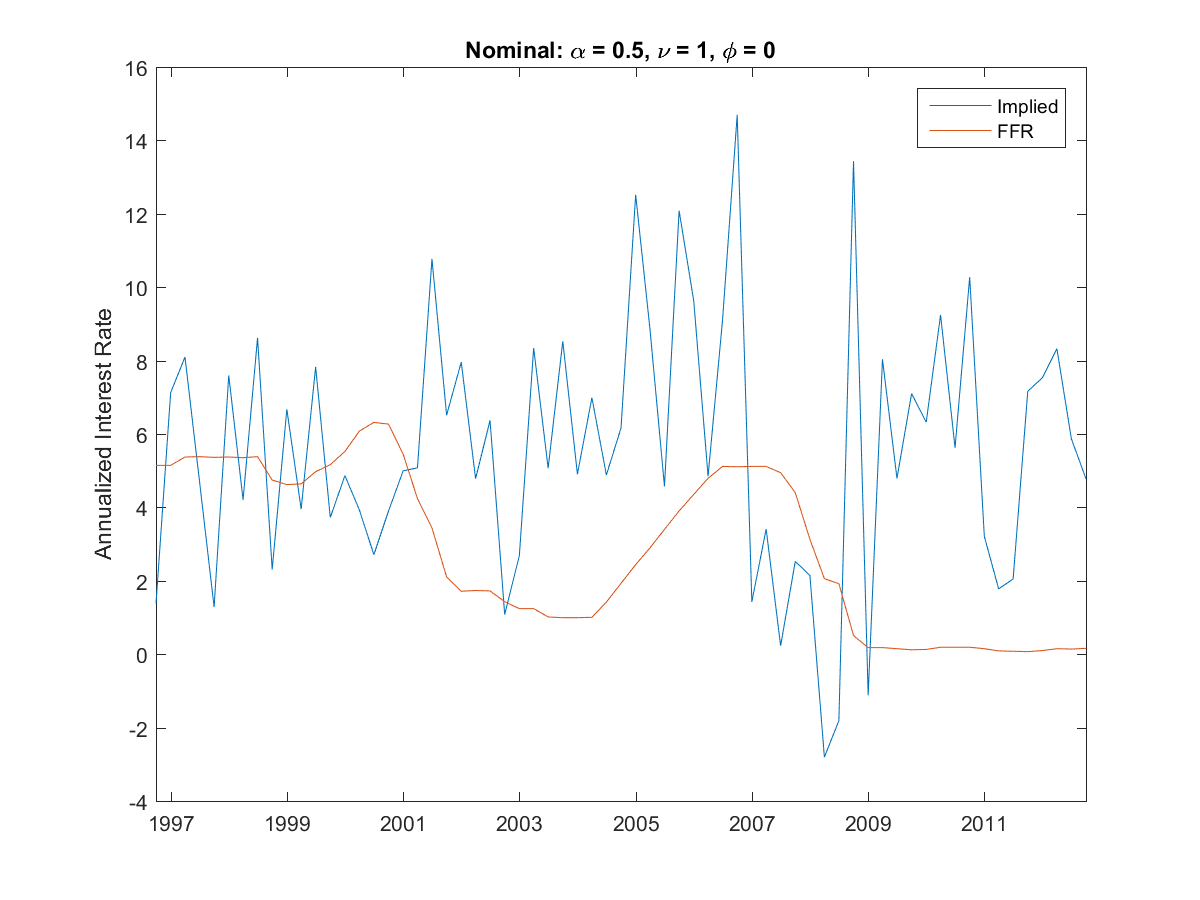 Nominal: α = 0.5, ν = 1, ϕ = 0
16
14
12
10
8
6
4
2
0
-2
-4
Annualized Interest Rate
Implied
FFR
1997 1999 2001 2003 2005 2007 2009 2011